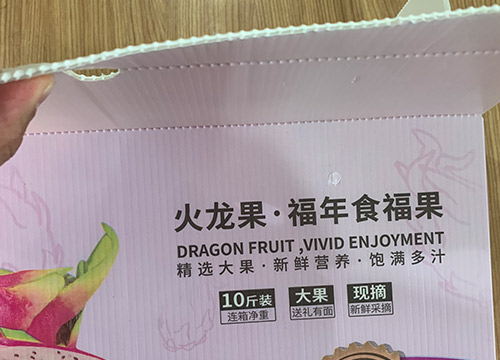 火龙果·福年食福果
DRAGON FRUIT ,VIVID ENJOYMENT
精选大果·新鲜营养·饱满多汁
10斤装 大果 现摘
连箱净重 送礼有面 新鲜采摘